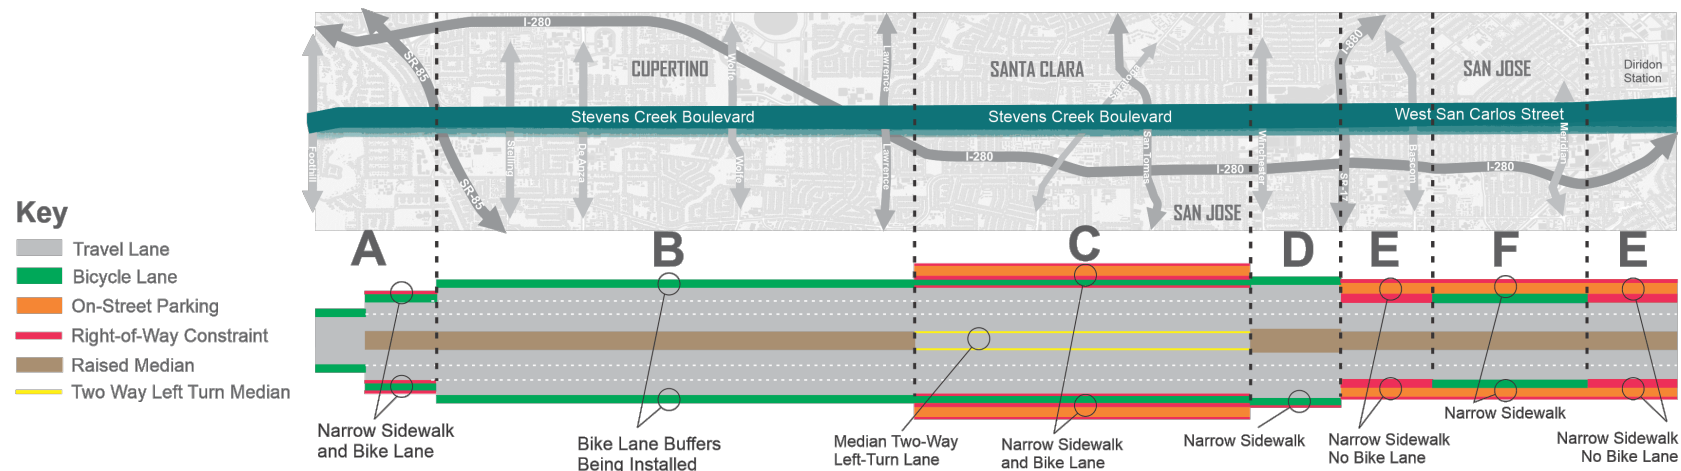 I-280
SR-85
Wolfe
Lawrence
Saratoga
I-880
CUPERTINO
SANTA CLARA
SAN JOSE
Diridon
Station
Stevens Creek Boulevard
Stevens Creek Boulevard
West San Carlos Street
Foothill
SR-85
Stelling
De Anza
Wolfe
Lawrence
I-280
San Tomas
I-280
Winchester
SR-17
Bascom
I-280
Meridian
SAN JOSE
A
B
C
D
E
F
E
Key
Travel Lane
Bicycle Lane
On-Street Parking
Right-of-Way Constraint
Raised Median
Two Way Left Turn Median
Narrow Sidewalk
and Bike Lane
Bike Lane Buffers
Being Installed
Median Two-Way
Left-Turn Lane
Narrow Sidewalk
and Bike Lane
Narrow Sidewalk
Narrow Sidewalk
No Bike Lane
Narrow Sidewalk
Narrow Sidewalk
No Bike Lane